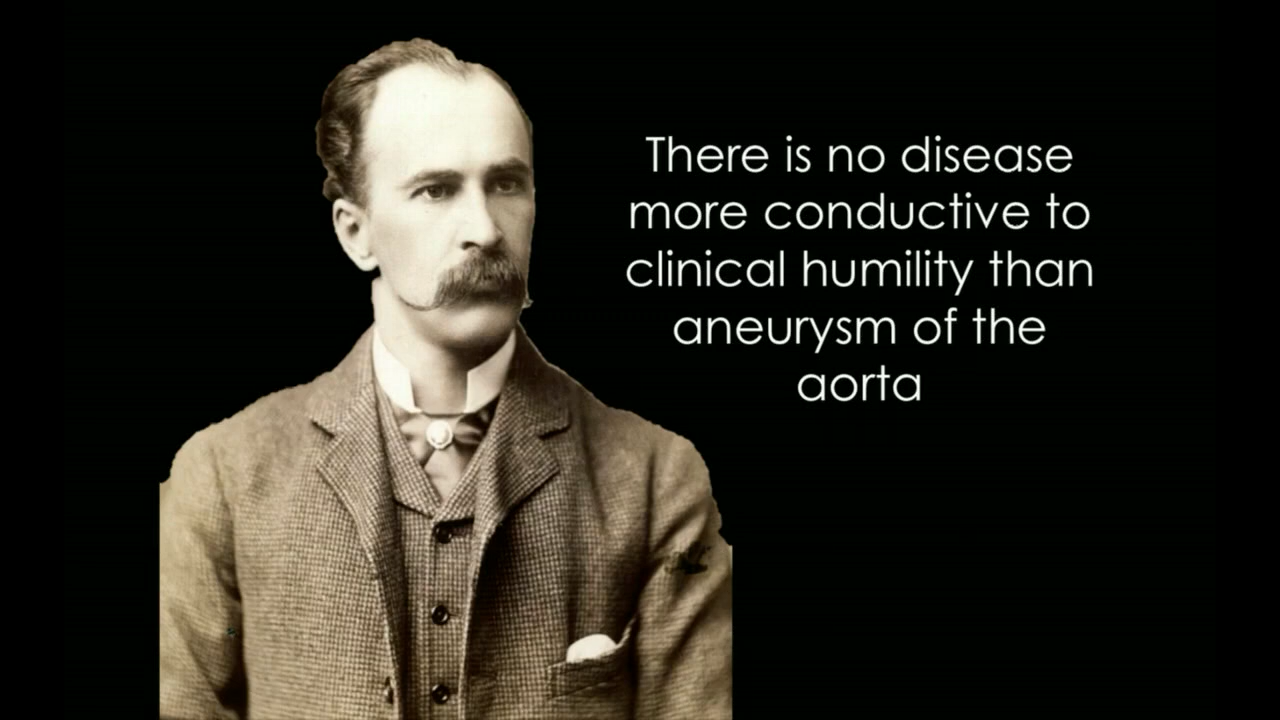 There is no disease
more conductive to
clinical humility than
aneurysm of the
aorta